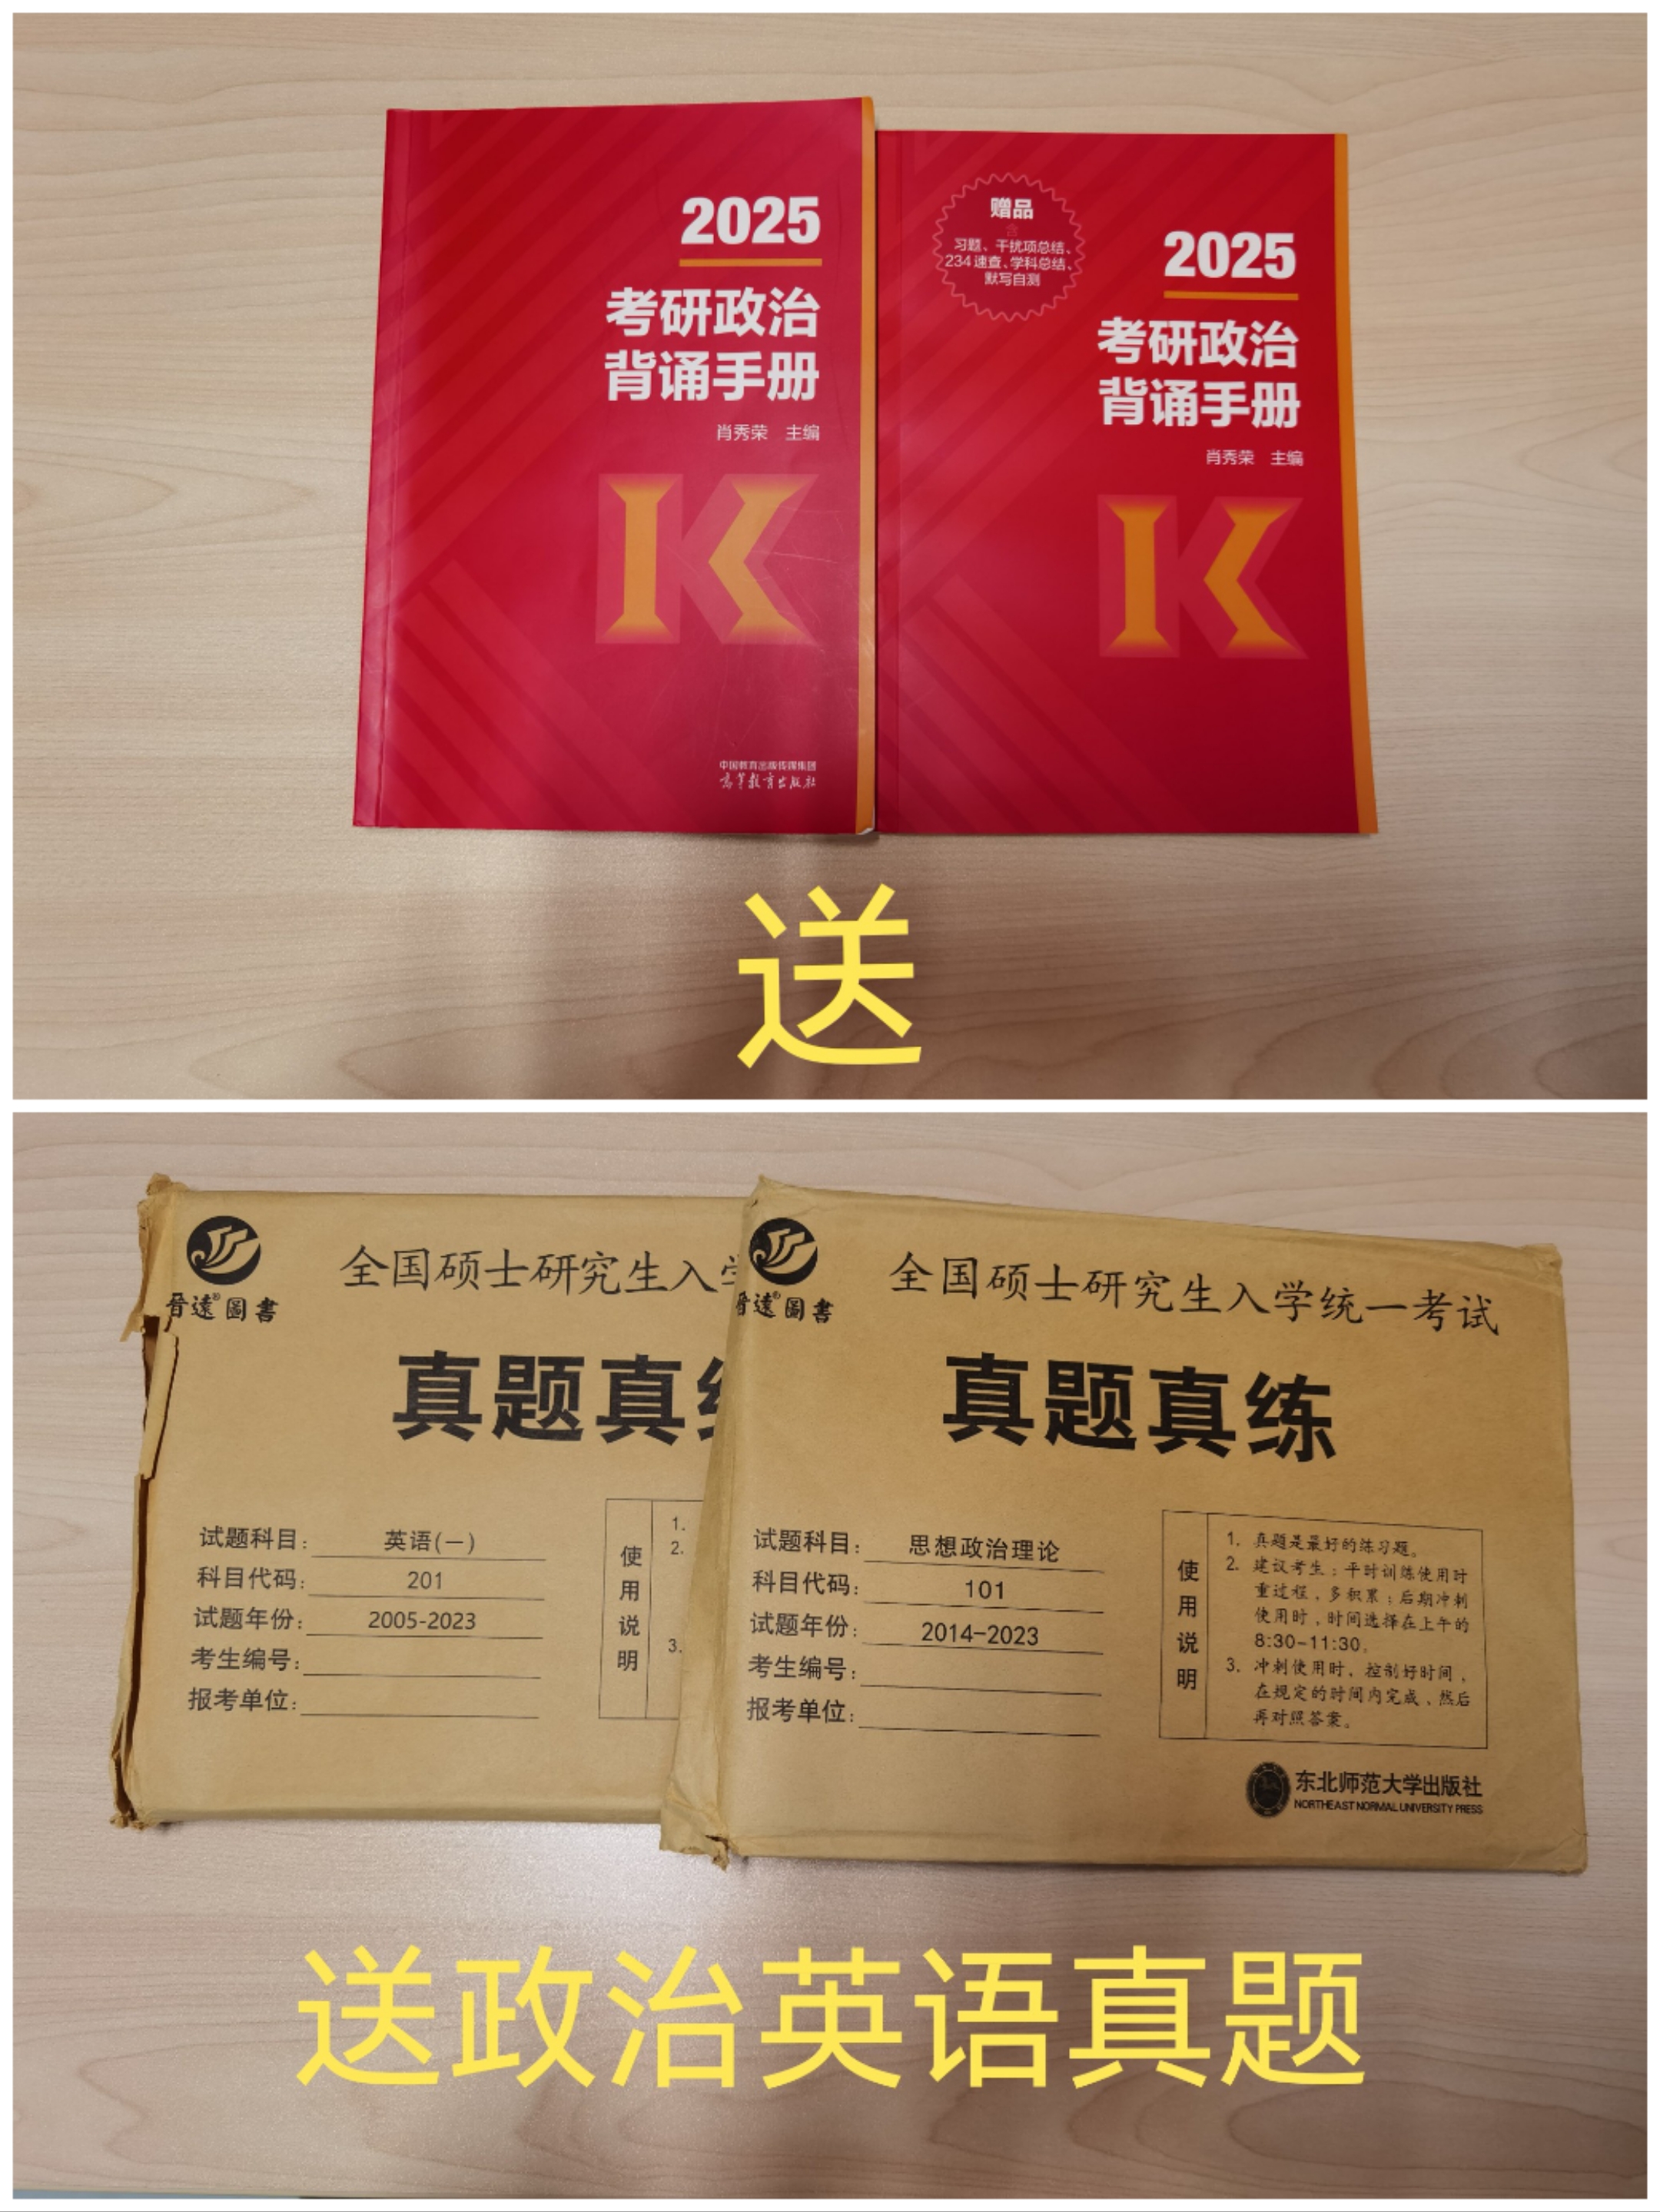 2025
考研政治
背诵手册
肖秀荣 主编
K
中国教育出版传媒集团
高等教育出版社
赠品
含
习题、干扰项总结、
234速查、学科总结、
默写自测
2025
考研政治
背诵手册
肖秀荣 主编
K
送
晋远®圖書
全国硕士研究生入学
真题真练
试题科目: 英语(一)
科目代码: 201
试题年份: 2005-2023
考生编号:
报考单位:
使用说明
1.
2.
3.
晋远®圖書
全国硕士研究生入学统一考试
真题真练
试题科目: 思想政治理论
科目代码: 101
试题年份: 2014-2023
考生编号:
报考单位:
使用说明
1. 真题是最好的练习题。
2. 建议考生:平时训练使用时
重过程,多积累;后期冲刺
使用时,时间选择在上午的
8:30-11:30。
3. 冲刺使用时,控制好时间,
在规定的时间内完成,然后
再对照答案。
东北师范大学出版社
NORTHEAST NORMAL UNIVERSITY PRESS
送政治英语真题